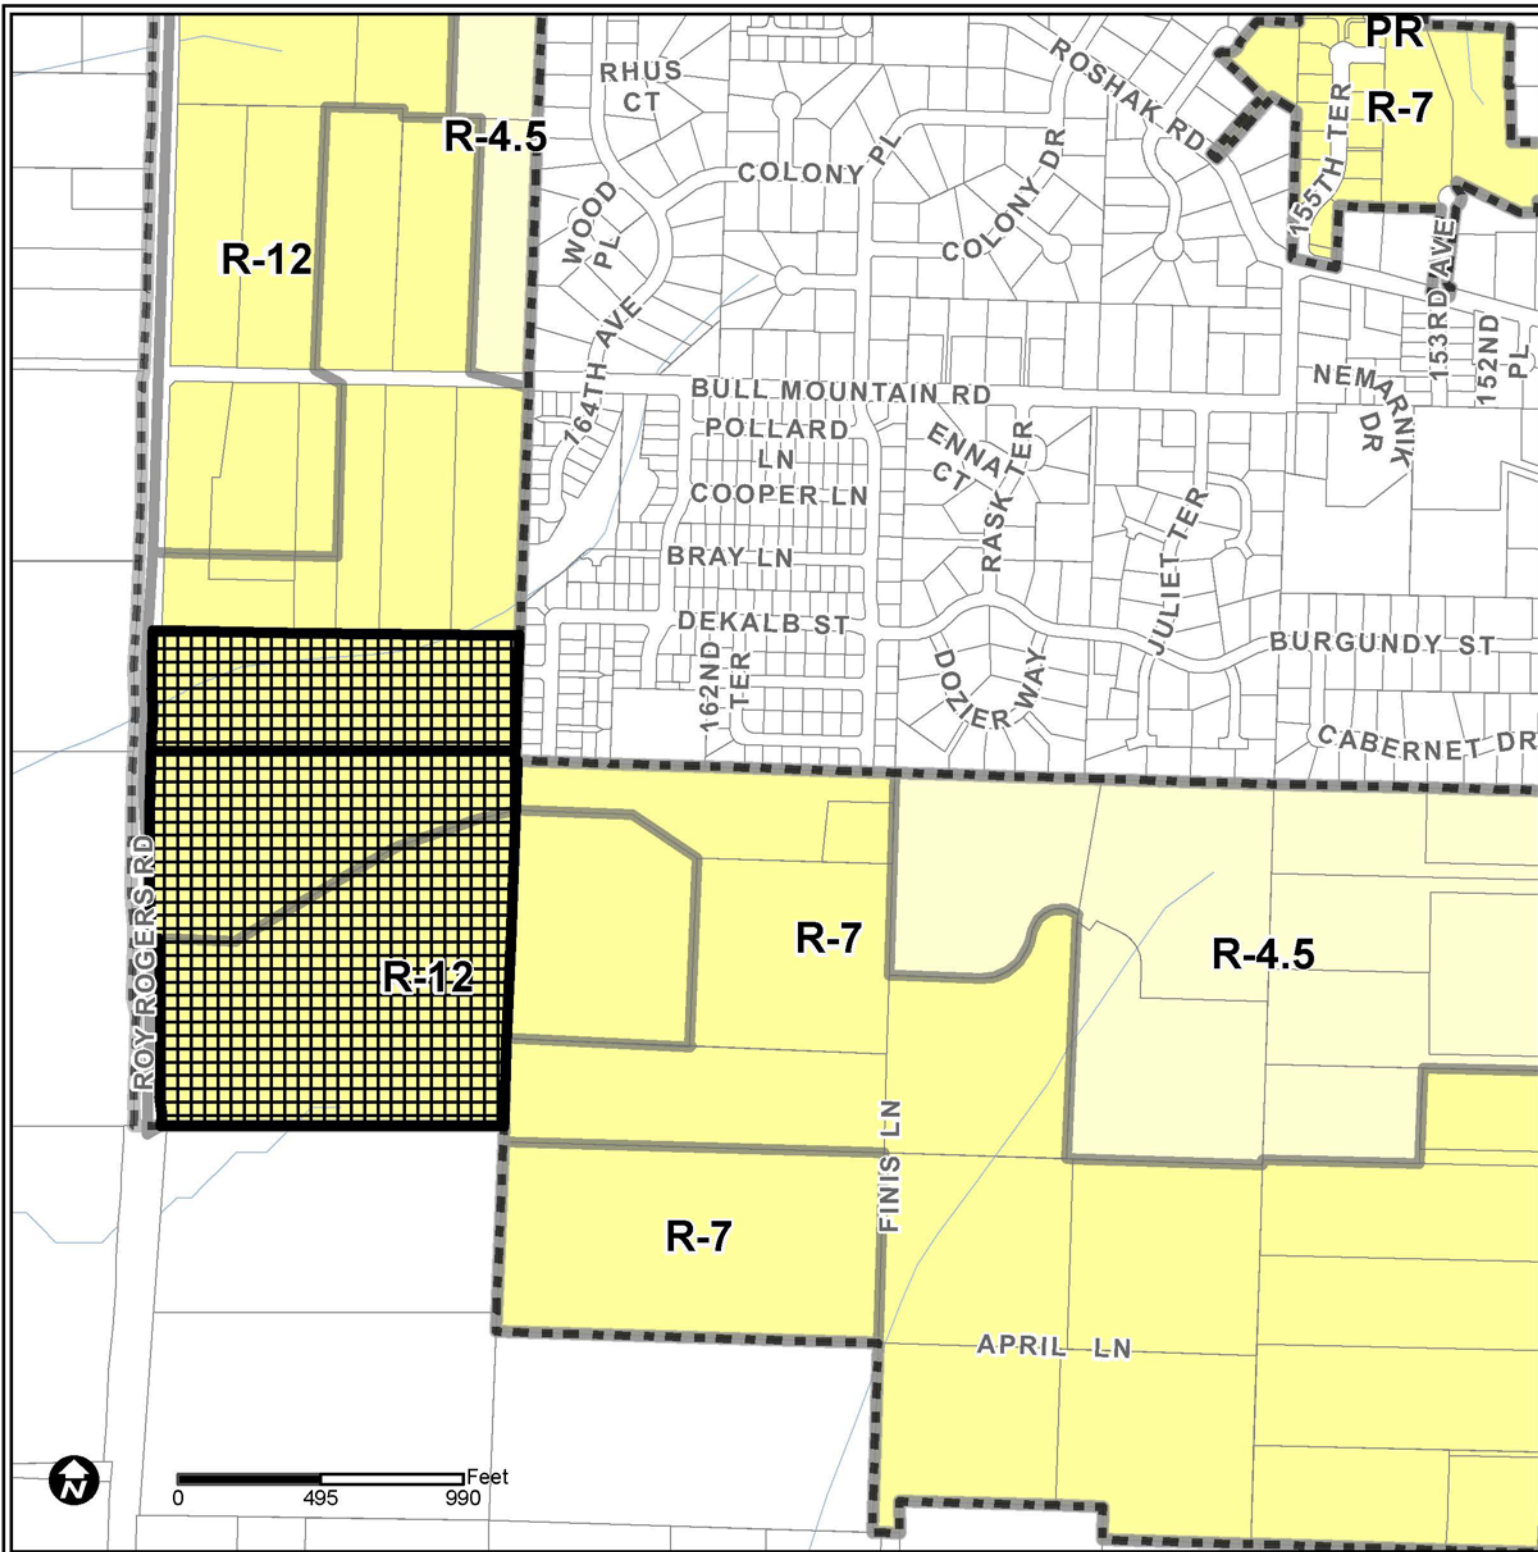 PR
R-7
RHUS
CT
ROSHAK RD
R-4.5
155TH TER
COLONY PL
COLONY DR
WOOD
PL
R-12
153RD AVE
152ND
PL
164TH AVE
BULL MOUNTAIN RD
NEMARNIK
DR
POLLARD
LN
ENNA
CT
RASK TER
COOPER LN
JULIET TER
BRAY LN
DEKALB ST
BURGUNDY ST
162ND
TER
DOZIER WAY
CABERNET DR
ROY ROGERS RD
R-7
R-4.5
R-12
FINIS LN
R-7
APRIL LN
N
Feet
0 495 990